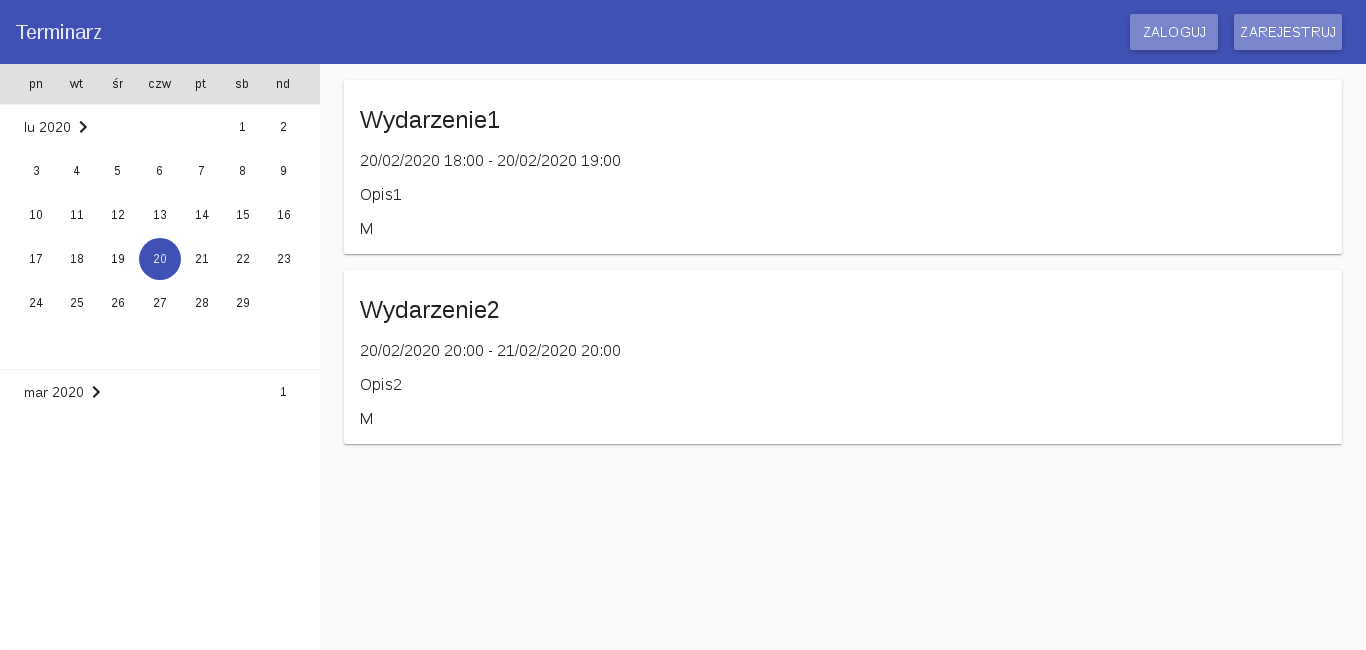 Terminarz ZALOGUJ ZAREJESTRUJ
pn wt śr czw pt sb nd
lu 2020 1 2
3 4 5 6 7 8 9
10 11 12 13 14 15 16
17 18 19 20 21 22 23
24 25 26 27 28 29
mar 2020 1
Wydarzenie1
20/02/2020 18:00 - 20/02/2020 19:00
Opis1
M
Wydarzenie2
20/02/2020 20:00 - 21/02/2020 20:00
Opis2
M